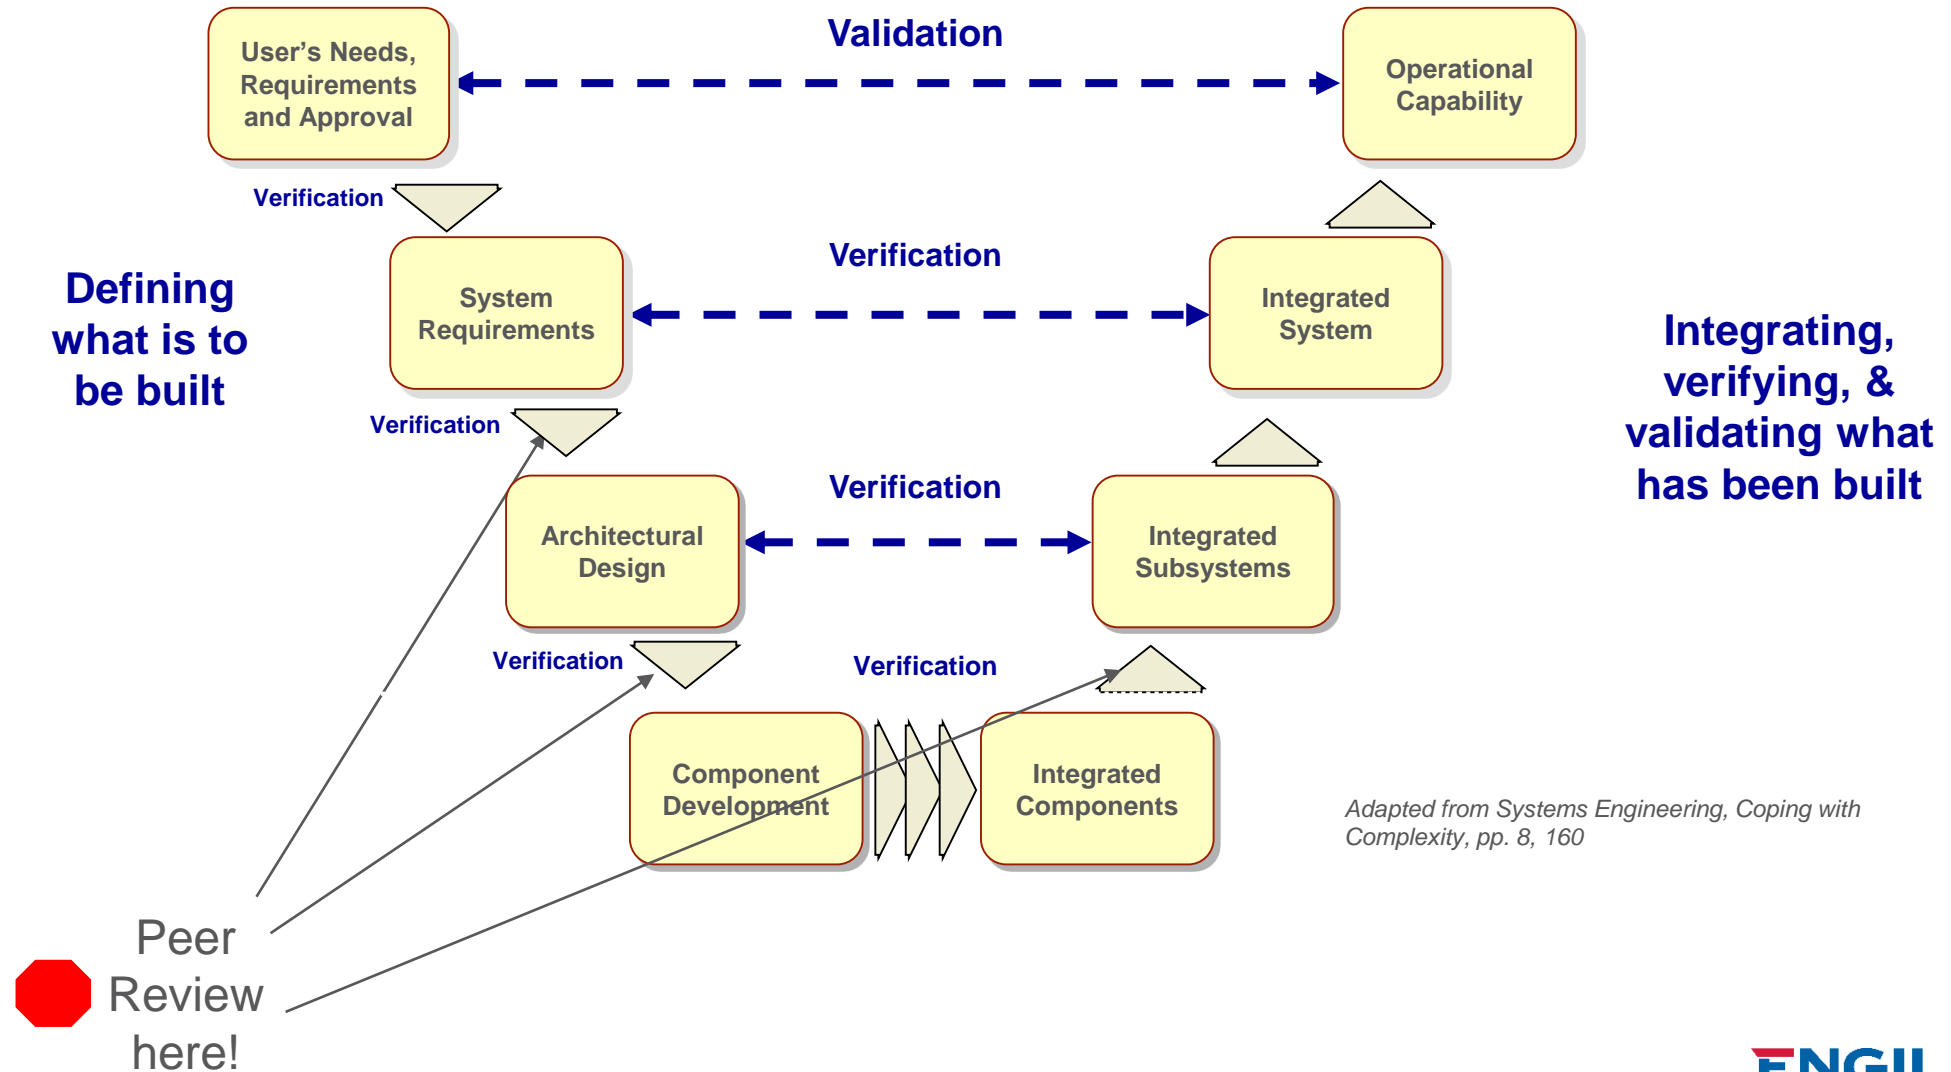 User's Needs,
Requirements
and Approval
Validation
Operational
Capability
Verification
Defining
what is to
be built
System
Requirements
Verification
Integrated
System
Integrating,
verifying, &
validating what
has been built
Verification
Architectural
Design
Verification
Integrated
Subsystems
Verification
Verification
Component
Development
Integrated
Components
Adapted from Systems Engineering, Coping with
Complexity, pp. 8, 160
Peer
Review
here!